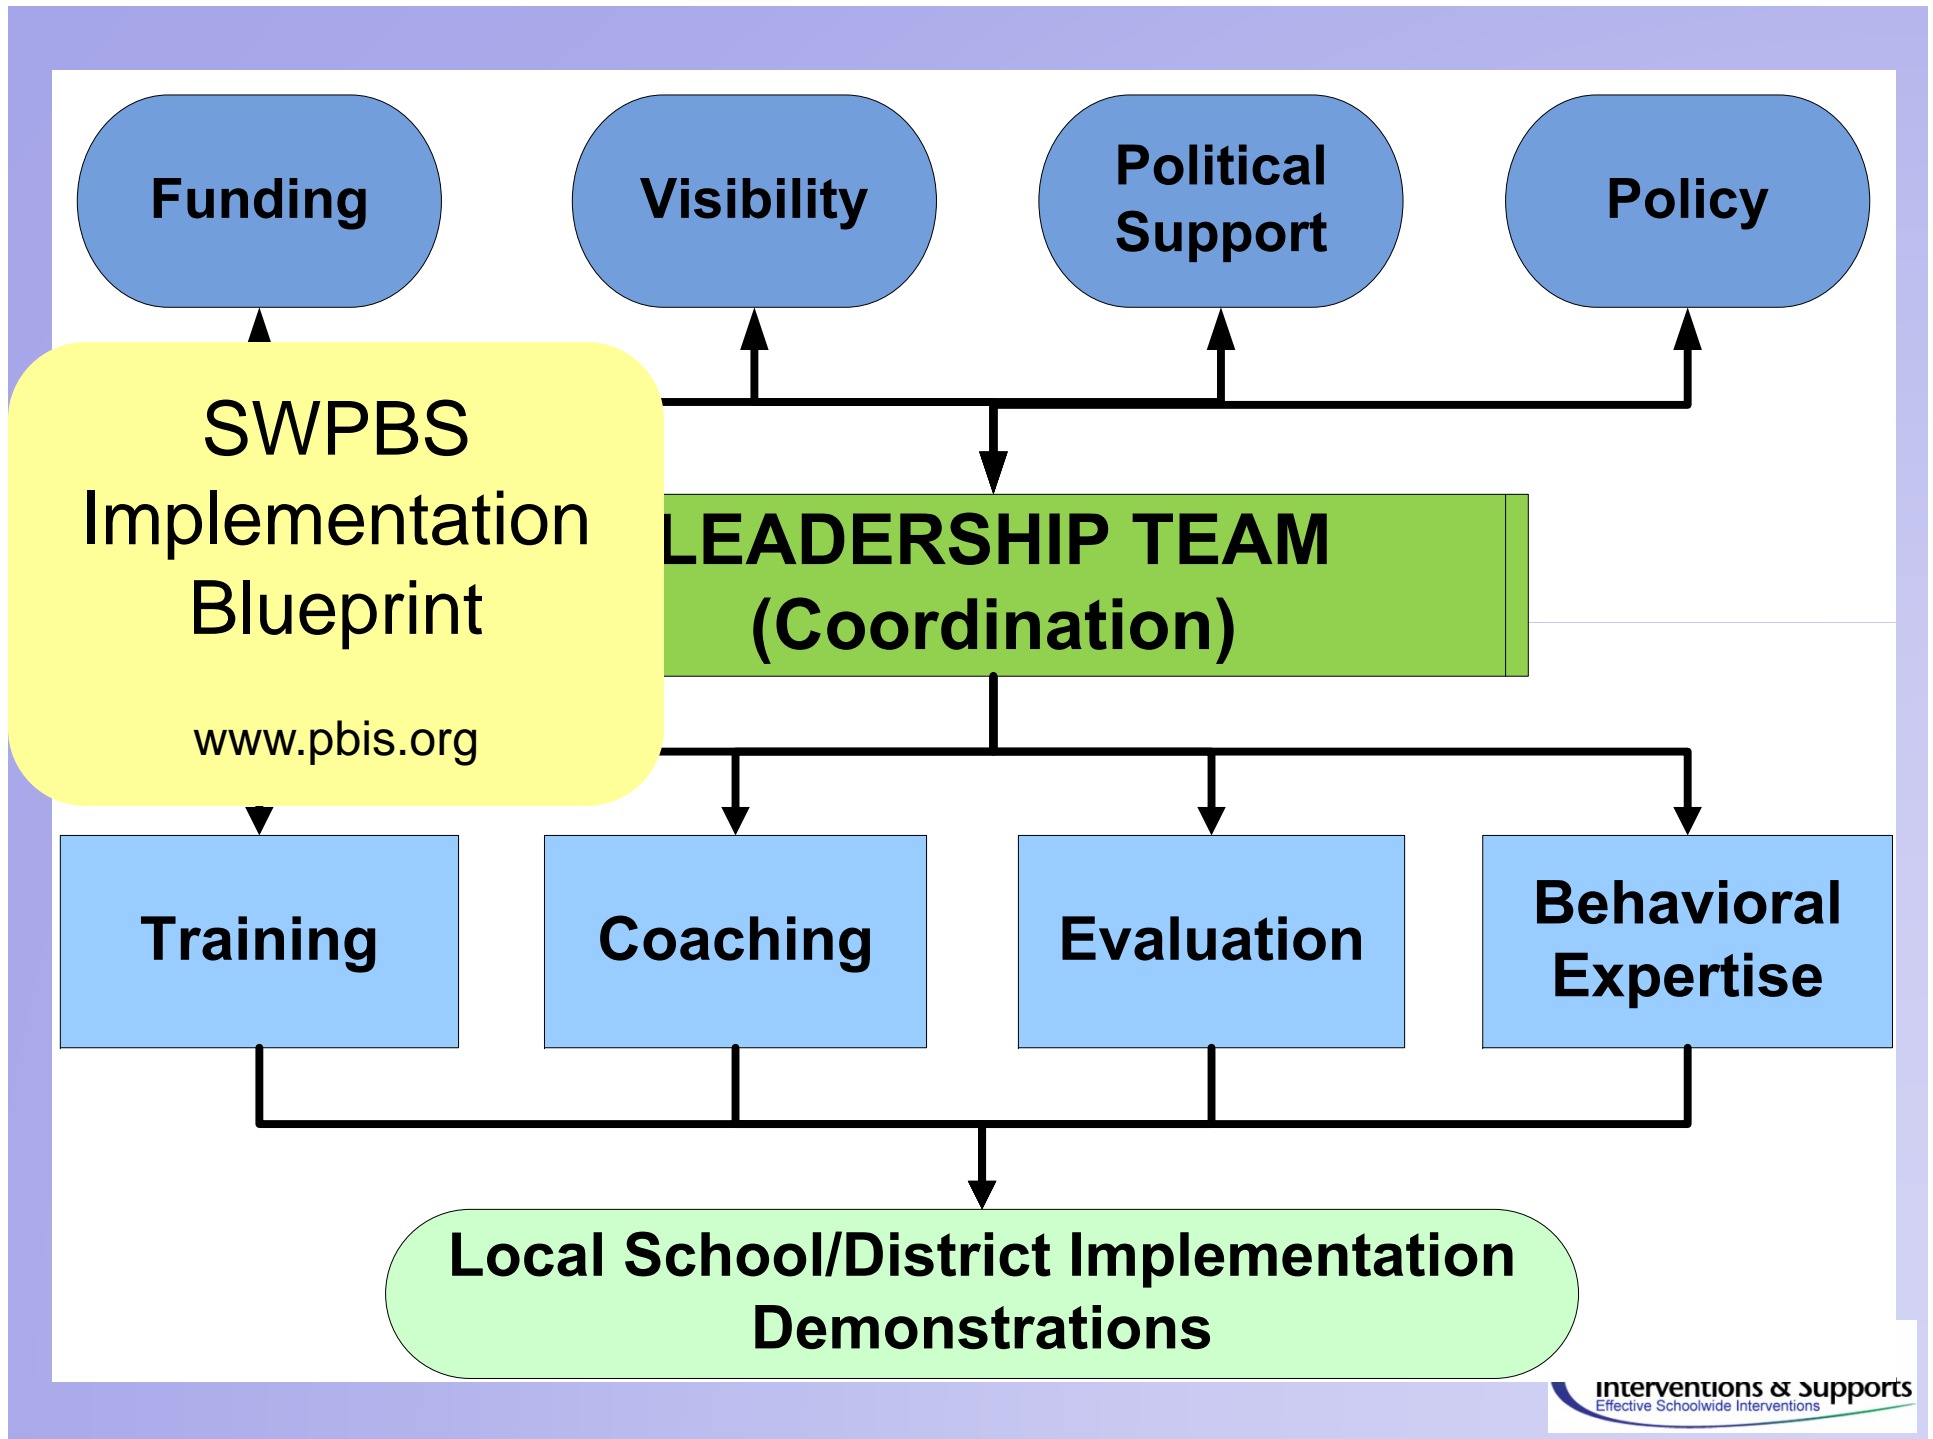 Funding
Visibility
Political
Support
Policy
SWPBS
Implementation
Blueprint
www.pbis.org
LEADERSHIP TEAM
(Coordination)
Training
Coaching
Evaluation
Behavioral
Expertise
Local School/District Implementation
Demonstrations
Interventions & Supports
Effective Schoolwide Interventions